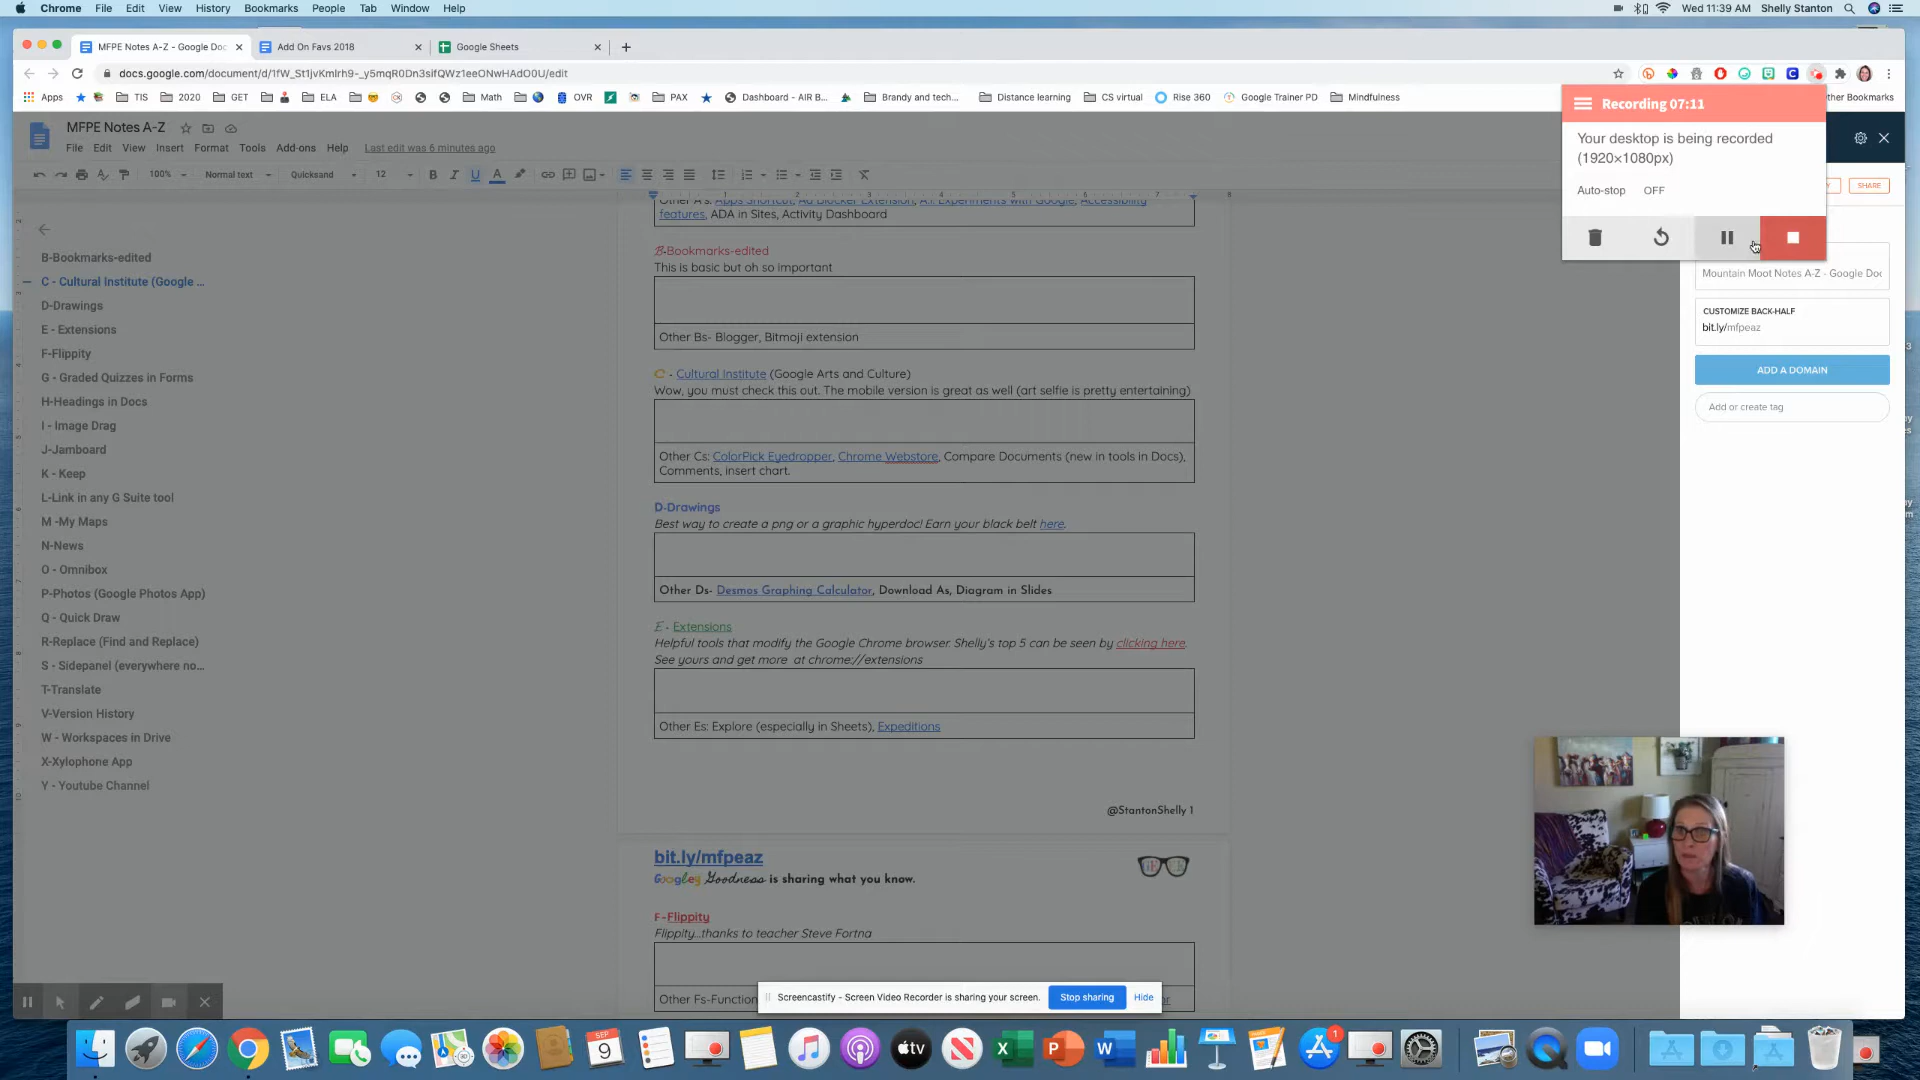 Chrome File Edit View History Bookmarks People Tab Window Help
Wed 11:39 AM Shelly Stanton
MFPE Notes A-Z - Google Doc
Add On Favs 2018
Google Sheets
docs.google.com/document/d/1fW_St1jvKmlrh9-_y5mqR0Dn3sifQWz1eeONwHAdO0U/edit
Apps TIS 2020 GET ELA Math OVR PAX Dashboard - AIR B... Brandy and tech... Distance learning CS virtual Rise 360 Google Trainer PD Mindfulness
ther Bookmarks
Recording 07:11
Your desktop is being recorded
(1920×1080px)
Auto-stop OFF
MFPE Notes A-Z
File Edit View Insert Format Tools Add-ons Help Last edit was 6 minutes ago
100% Normal text Quicksand 12
SHARE
Mountain Moot Notes A-Z - Google Doc
CUSTOMIZE BACK-HALF
bit.ly/mfpeaz
ADD A DOMAIN
Add or create tag
B-Bookmarks-edited
C - Cultural Institute (Google ...
D-Drawings
E - Extensions
F-Flippity
G - Graded Quizzes in Forms
H-Headings in Docs
I - Image Drag
J-Jamboard
K - Keep
L-Link in any G Suite tool
M -My Maps
N-News
O - Omnibox
P-Photos (Google Photos App)
Q - Quick Draw
R-Replace (Find and Replace)
S - Sidepanel (everywhere no...
T-Translate
V-Version History
W - Workspaces in Drive
X-Xylophone App
Y - Youtube Channel
Other A's: Apps Shortcut, Ad Blocker Extension, A.I. Experiments with Google, Accessibility
features, ADA in Sites, Activity Dashboard
B-Bookmarks-edited
This is basic but oh so important
Other Bs- Blogger, Bitmoji extension
C - Cultural Institute (Google Arts and Culture)
Wow, you must check this out. The mobile version is great as well (art selfie is pretty entertaining)
Other Cs: ColorPick Eyedropper, Chrome Webstore, Compare Documents (new in tools in Docs),
Comments, insert chart.
D-Drawings
Best way to create a png or a graphic hyperdoc! Earn your black belt here.
Other Ds- Desmos Graphing Calculator, Download As, Diagram in Slides
E - Extensions
Helpful tools that modify the Google Chrome browser. Shelly's top 5 can be seen by clicking here.
See yours and get more at chrome://extensions
Other Es: Explore (especially in Sheets), Expeditions
@StantonShelly 1
bit.ly/mfpeaz
Googley Goodness is sharing what you know.
F-Flippity
Flippity...thanks to teacher Steve Fortna
Other Fs-Function
Screencastify - Screen Video Recorder is sharing your screen. Stop sharing Hide
SEP
9
tv
1